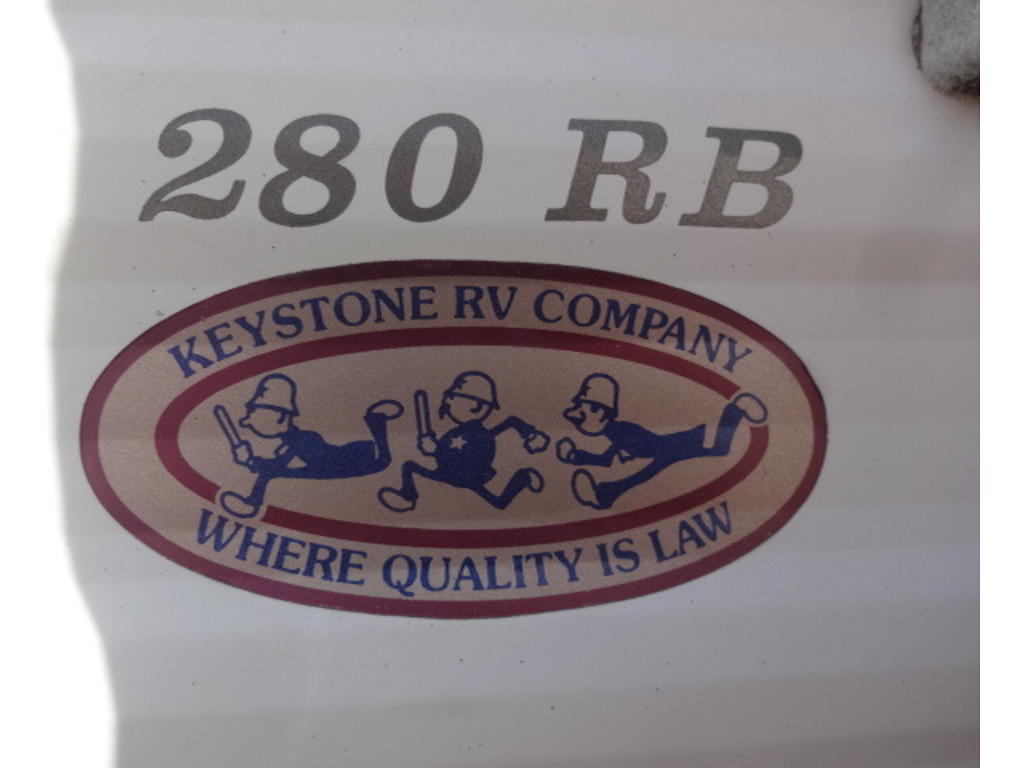 280 RB
KEYSTONE RV COMPANY
WHERE QUALITY IS LAW